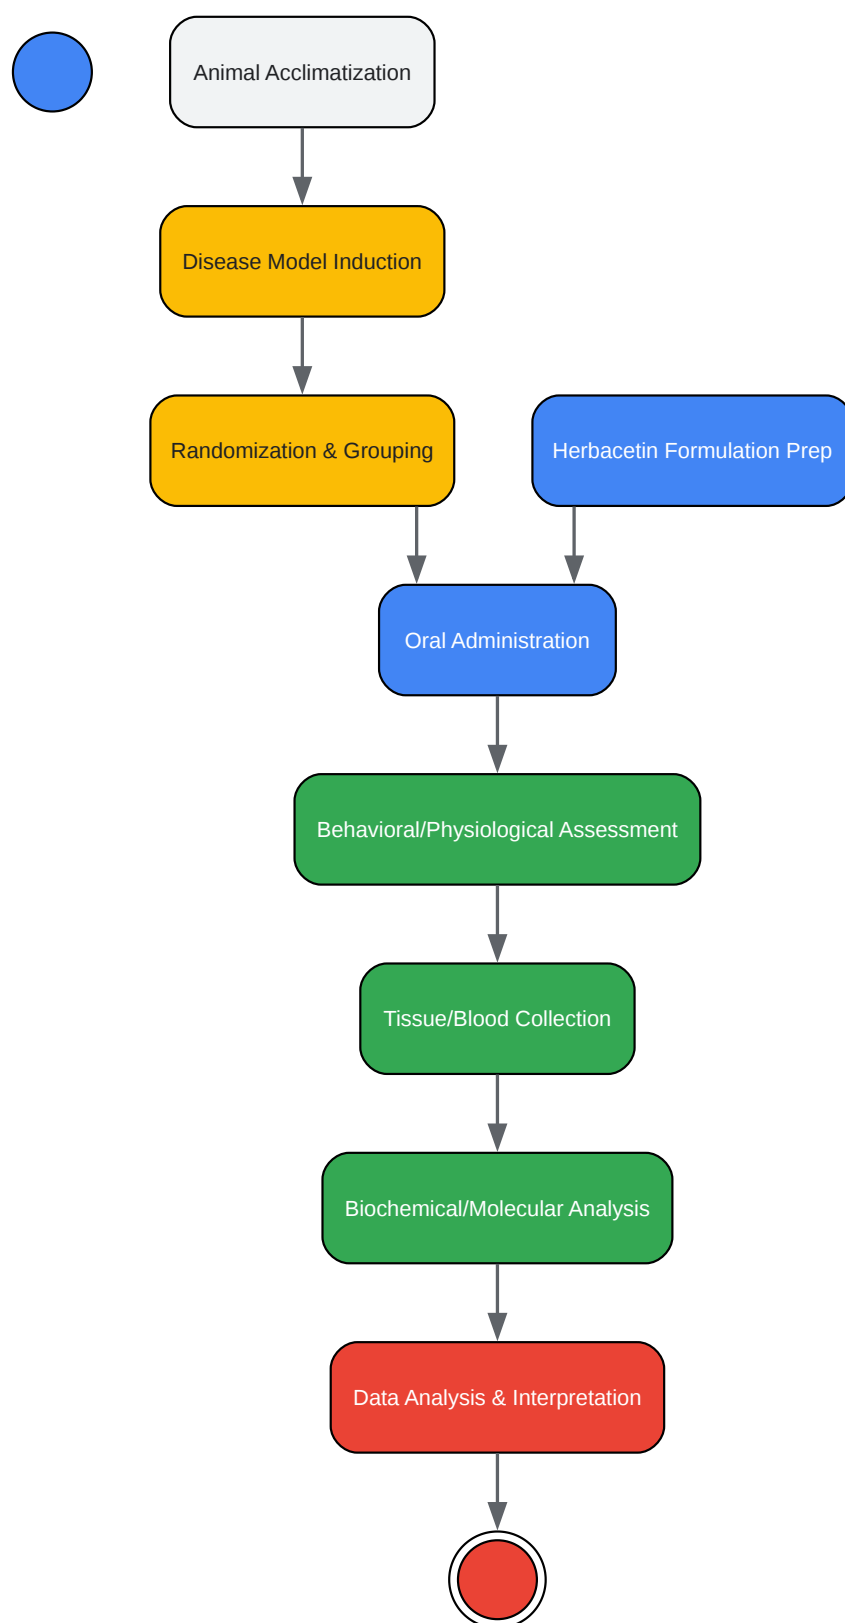 Animal Acclimatization
Disease Model Induction
Randomization & Grouping
Herbacetin Formulation Prep
Oral Administration
Behavioral/Physiological Assessment
Tissue/Blood Collection
Biochemical/Molecular Analysis
Data Analysis & Interpretation